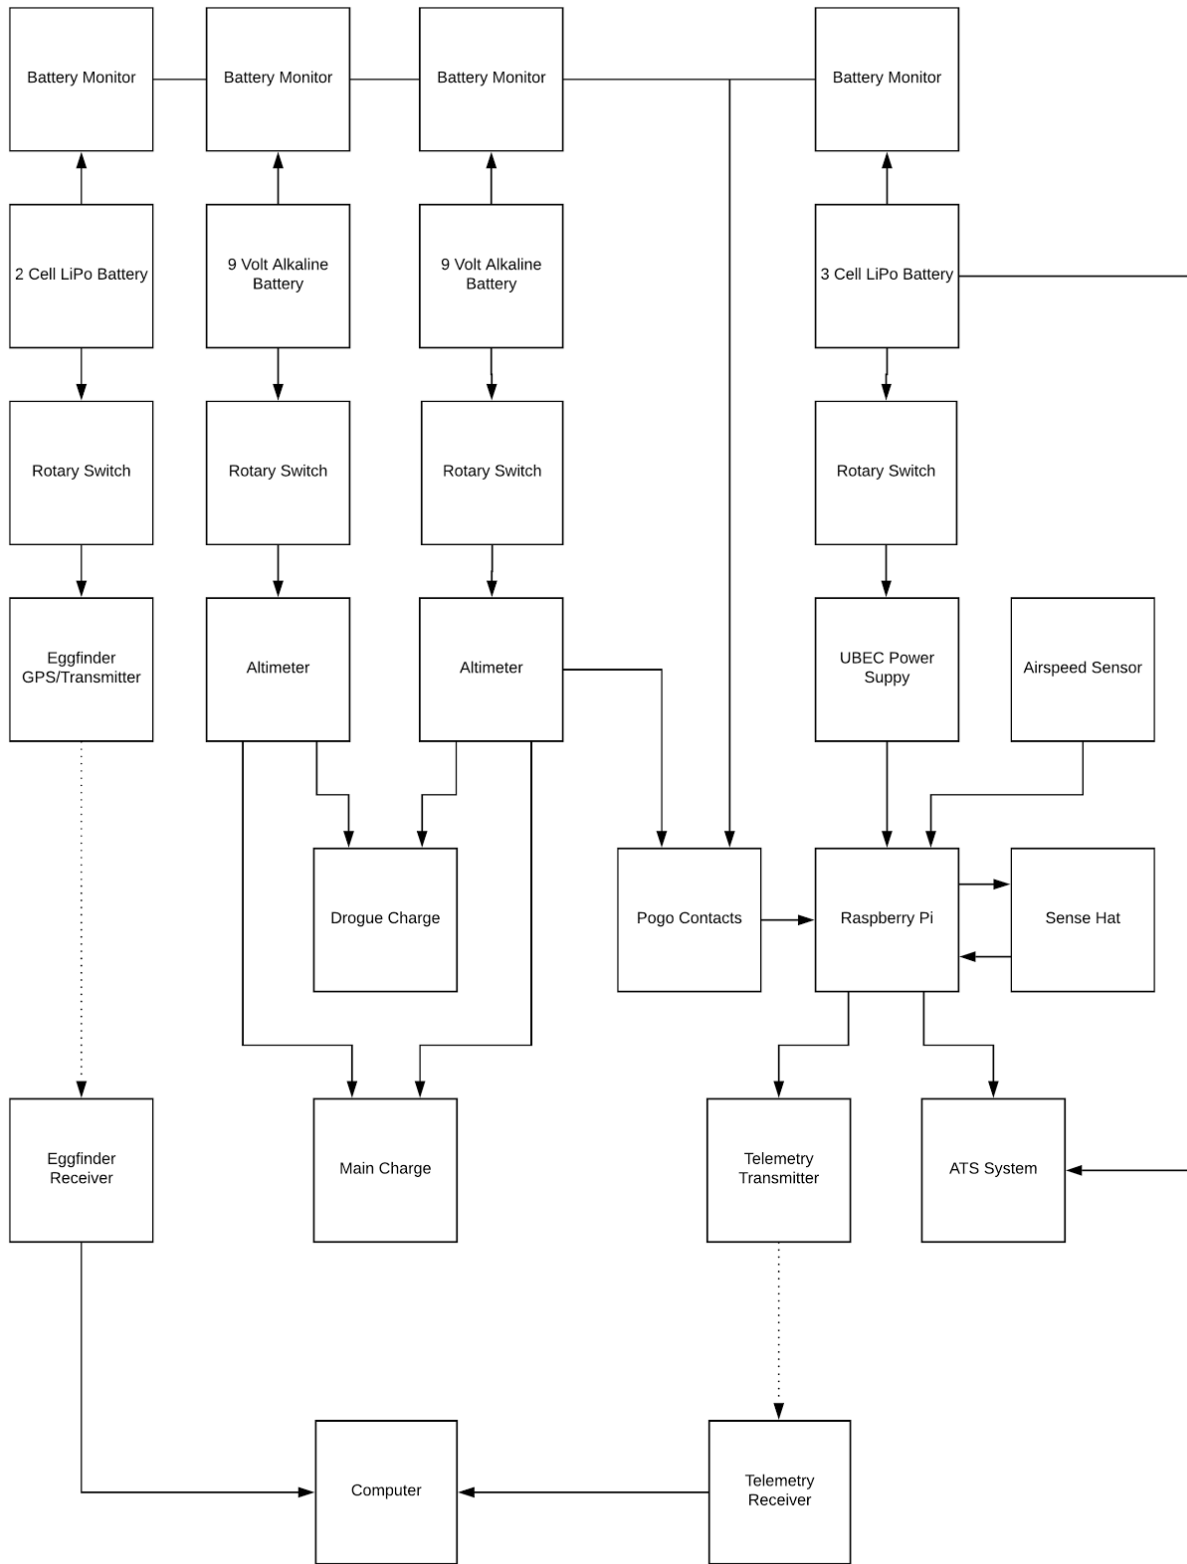 Battery Monitor
Battery Monitor
Battery Monitor
Battery Monitor
2 Cell LiPo Battery
9 Volt Alkaline
Battery
9 Volt Alkaline
Battery
3 Cell LiPo Battery
Rotary Switch
Rotary Switch
Rotary Switch
Rotary Switch
Eggfinder
GPS/Transmitter
Altimeter
Altimeter
UBEC Power
Suppy
Airspeed Sensor
Drogue Charge
Pogo Contacts
Raspberry Pi
Sense Hat
Eggfinder
Receiver
Main Charge
Telemetry
Transmitter
ATS System
Computer
Telemetry
Receiver